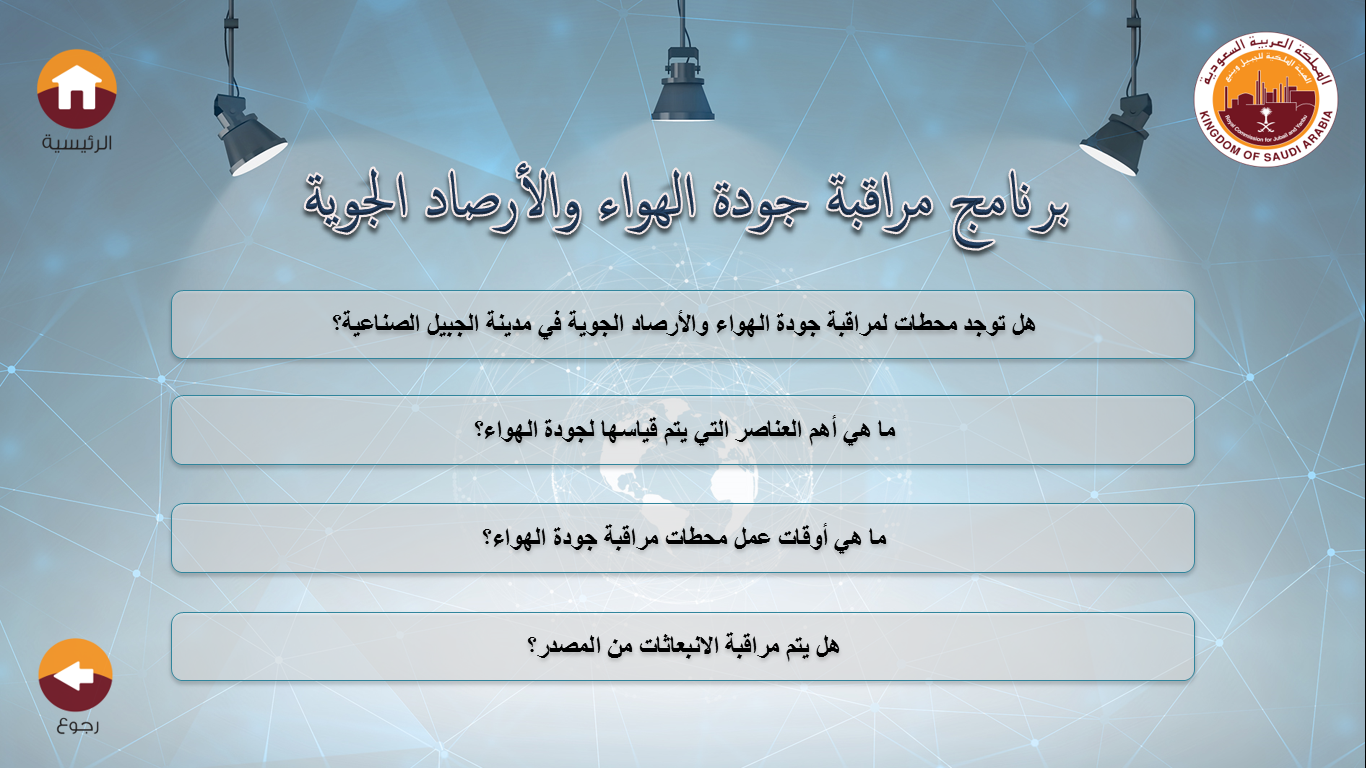 المملكة العربية السعودية
الهيئة الملكية للجبيل وينبع
Royal Commission for Jubail and Yanbu
KINGDOM OF SAUDI ARABIA
الرئيسية
برنامج مراقبة جودة الهواء والأرصاد الجوية
هل توجد محطات لمراقبة جودة الهواء والأرصاد الجوية في مدينة الجبيل الصناعية؟
ما هي أهم العناصر التي يتم قياسها لجودة الهواء؟
ما هي أوقات عمل محطات مراقبة جودة الهواء؟
هل يتم مراقبة الانبعاثات من المصدر؟
رجوع